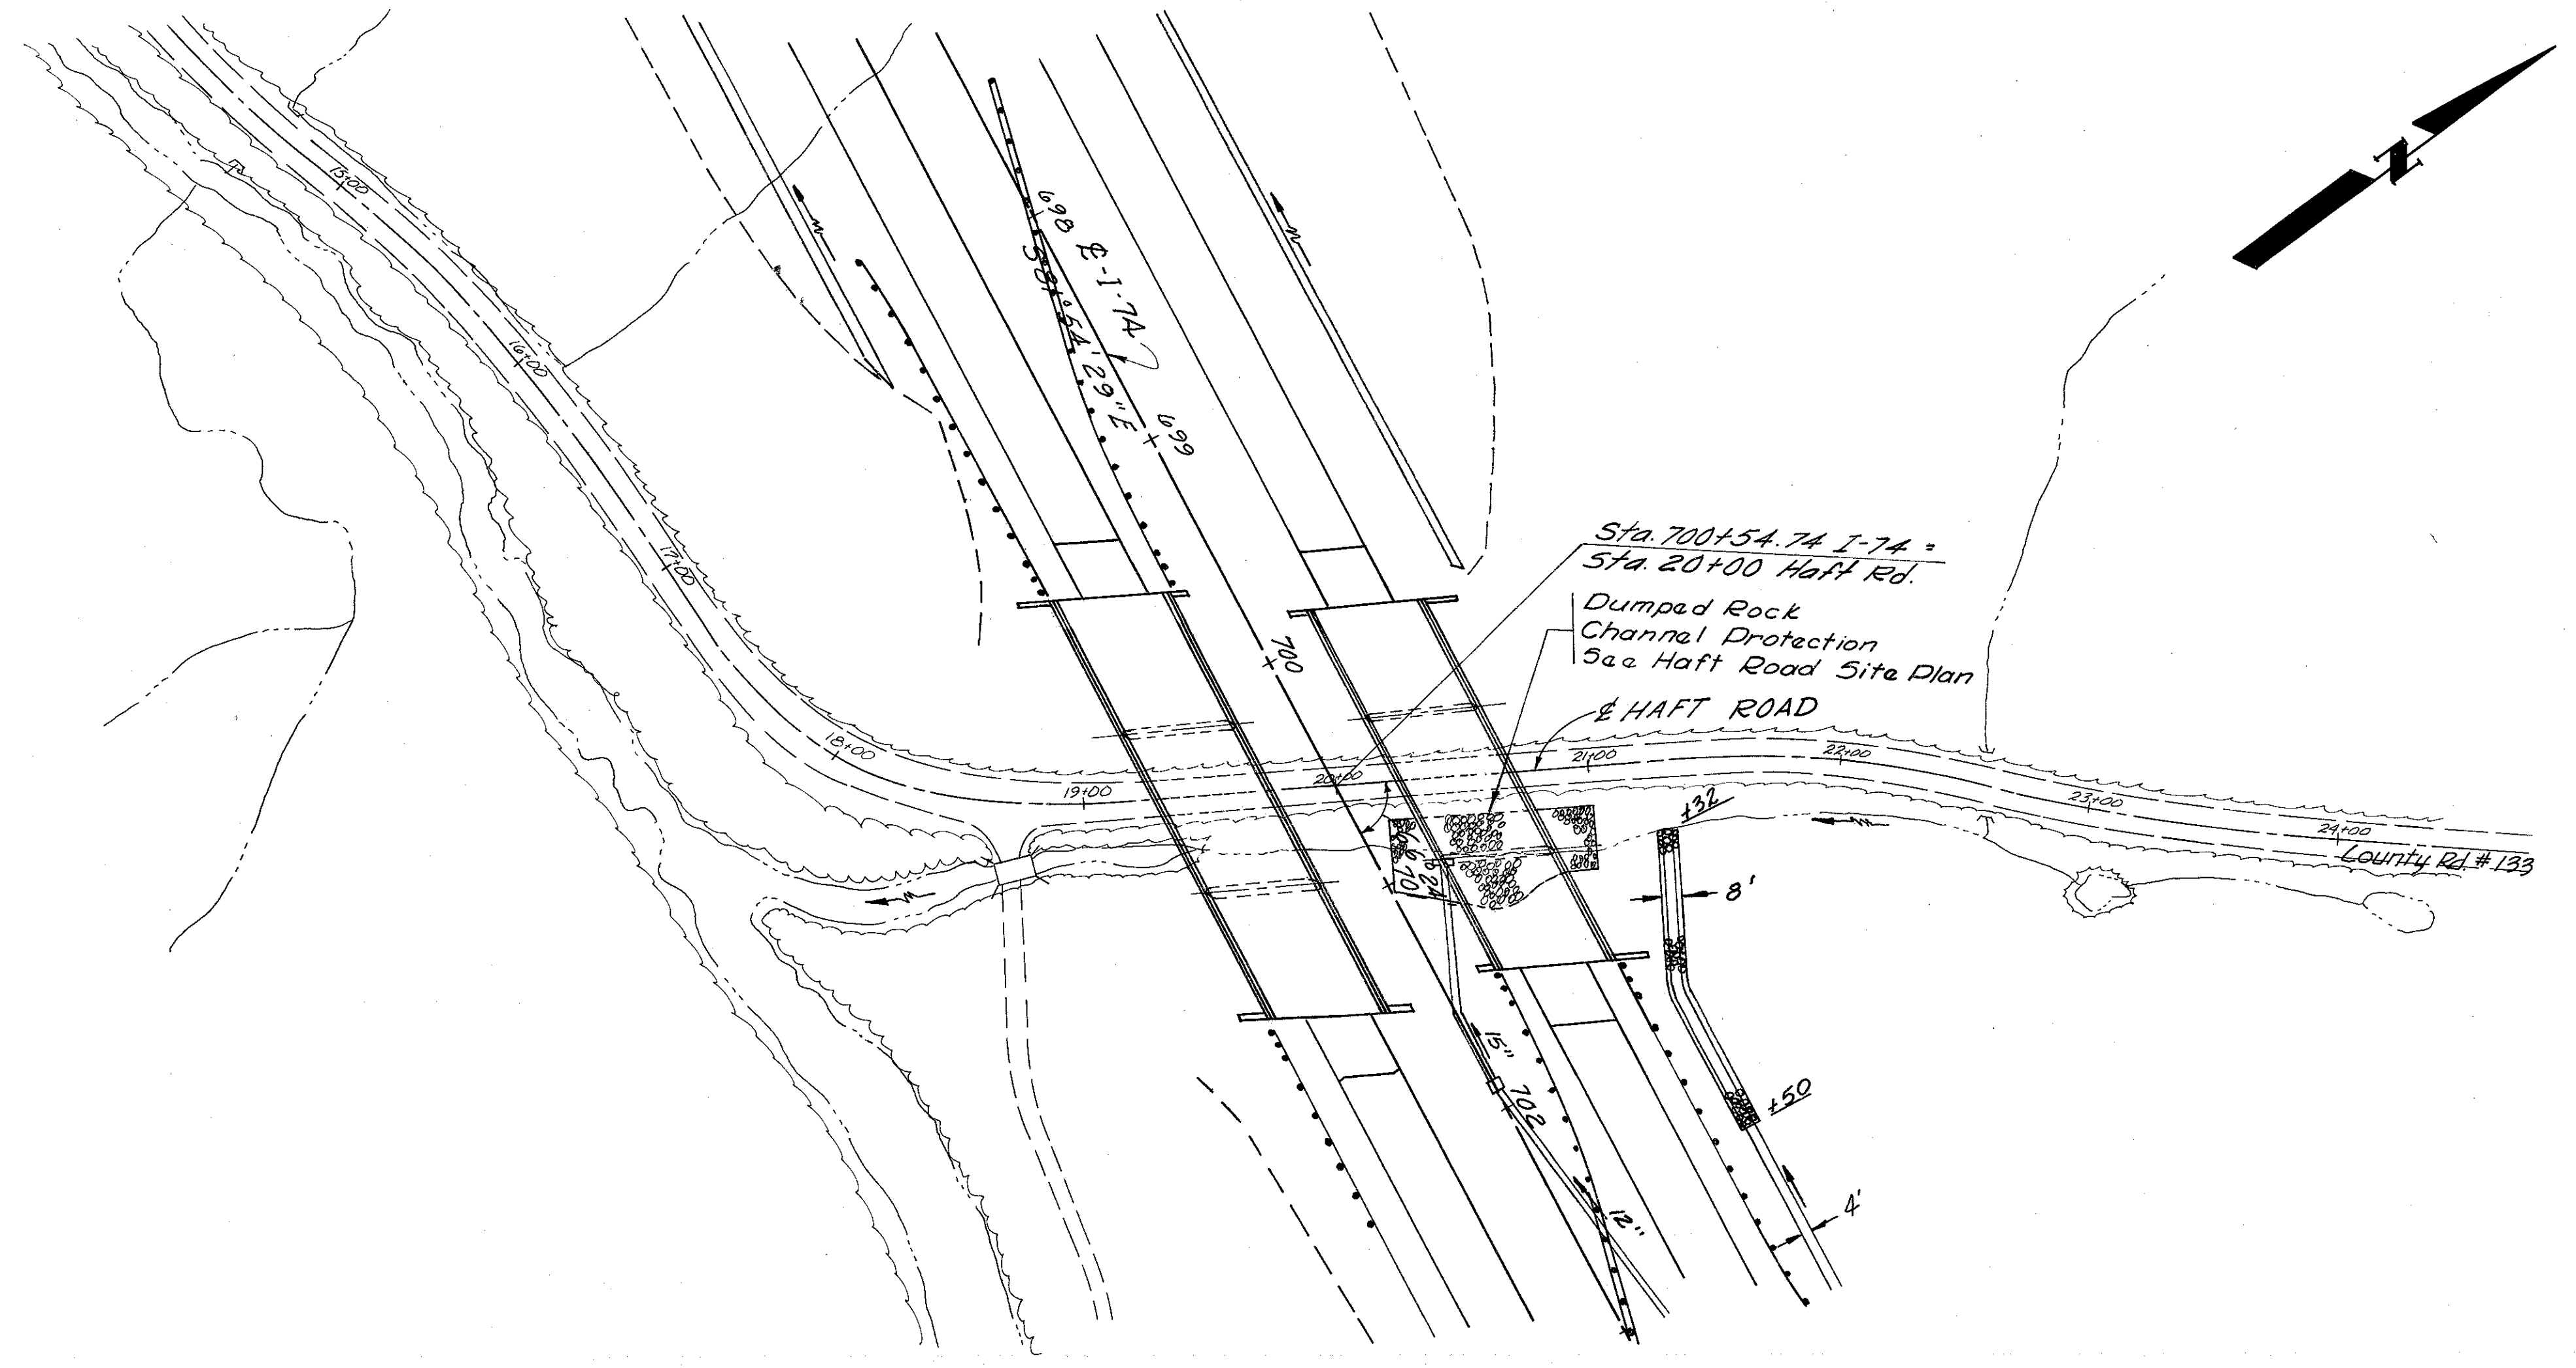 N
15+00
16+00
17+00
18+00
19+00
20+00
21+00
22+00
23+00
24+00
County Rd. # 133
698
℄-I-74
S81°54'29"E
699
700
Sta. 700+54.74 I-74 =
Sta. 20+00 Haft Rd.
Dumped Rock
Channel Protection
See Haft Road Site Plan
℄ HAFT ROAD
+32
8'
+50
4'
15"
702
12"